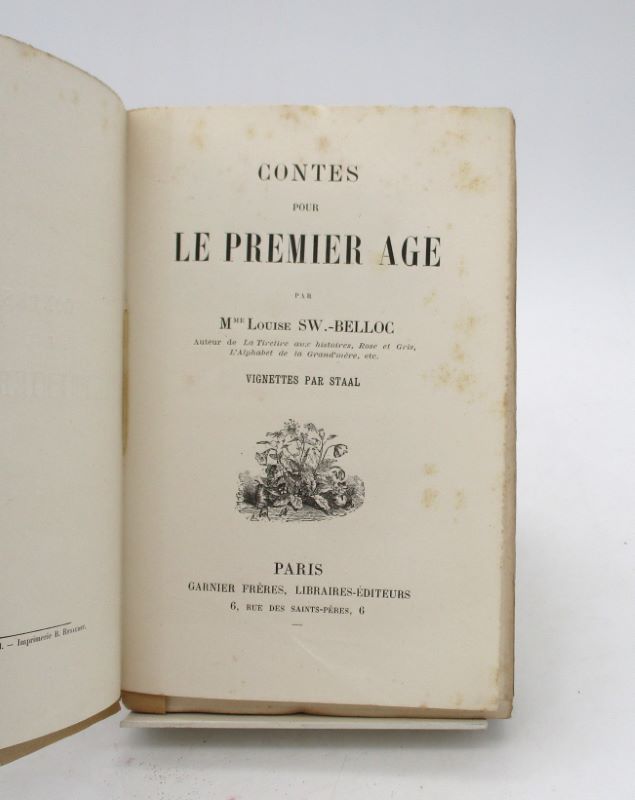 CONTES
POUR
LE PREMIER AGE
PAR
Mme Louise SW.-BELLOC
Auteur de La Tirelire aux histoires, Rose et Gris,
L'Alphabet de la Grand'mère, etc.
VIGNETTES PAR STAAL
PARIS
GARNIER FRÈRES, LIBRAIRES-ÉDITEURS
6, RUE DES SAINTS-PÈRES, 6
— Imprimerie E.